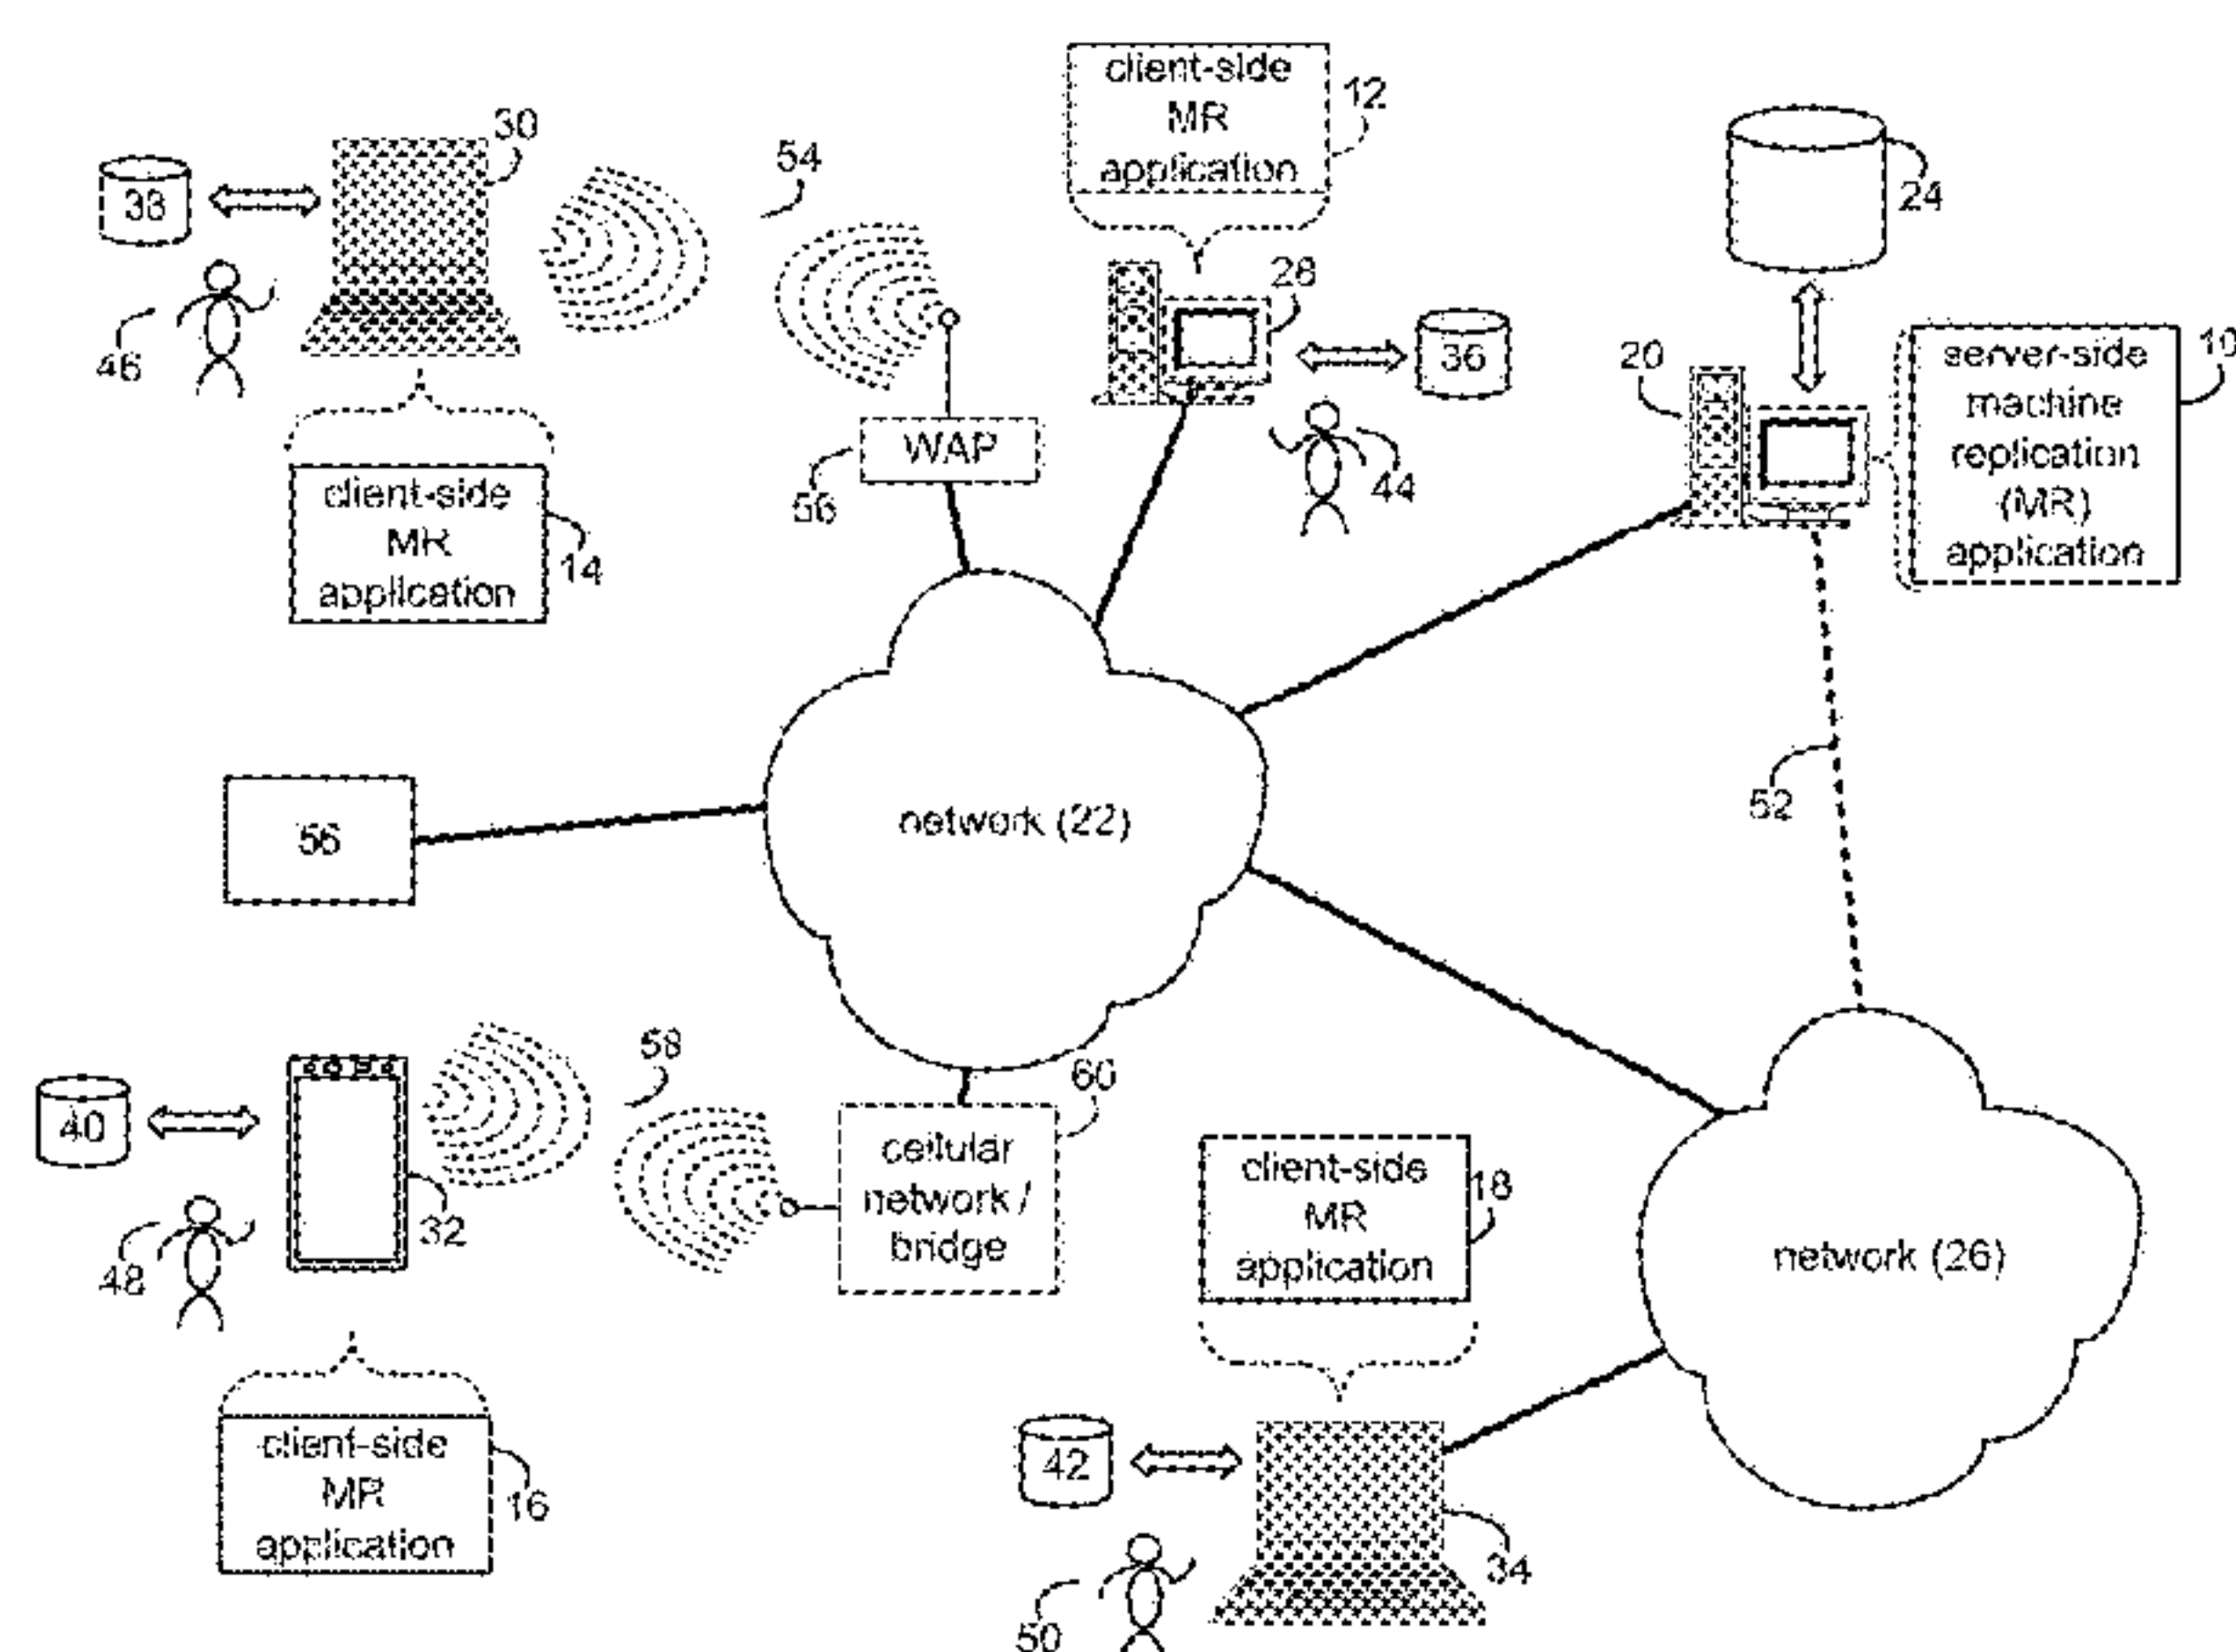 client-side
MR
application
12
30
54
38
24
28
46
36
20
server-side
machine
replication
(MR)
application
10
WAP
56
44
client-side
MR
application
14
52
56
network (22)
58
60
40
32
48
cellular
network /
bridge
client-side
MR
application
18
network (26)
client-side
MR
application
16
42
34
50